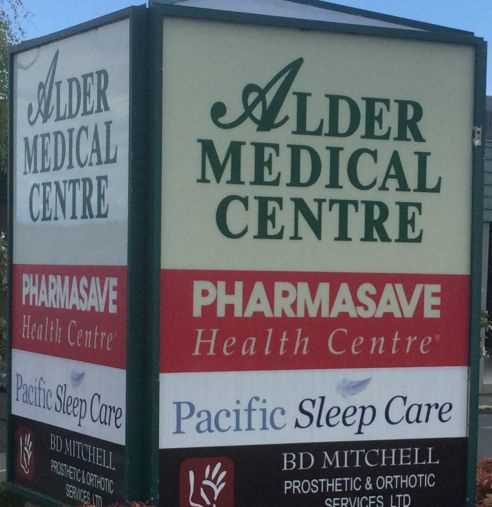 ALDER
MEDICAL
CENTRE
PHARMASAVE
Health Centre®
Pacific Sleep Care
BD MITCHELL
PROSTHETIC & ORTHOTIC
SERVICES LTD
ALDER
MEDICAL
CENTRE
PHARMASAVE
Health Centre®
Pacific Sleep Care
BD MITCHELL
PROSTHETIC & ORTHOTIC
SERVICES LTD